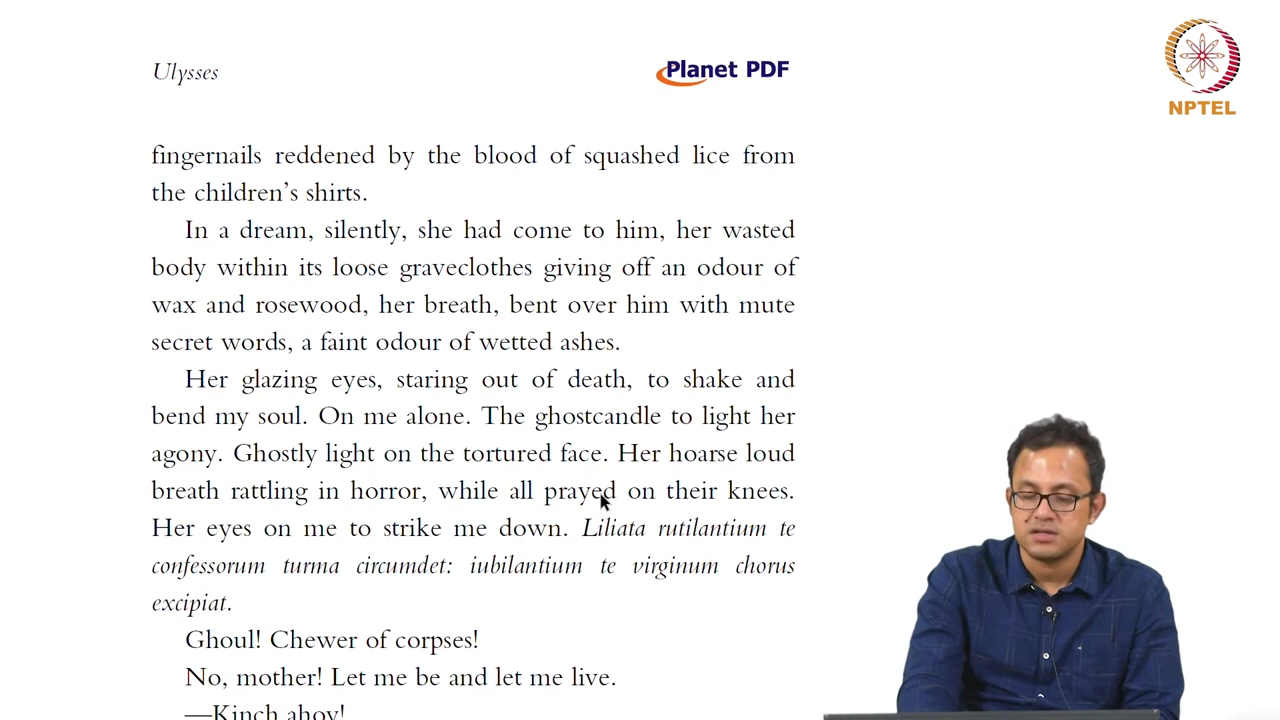 Ulysses
Planet PDF
NPTEL
fingernails reddened by the blood of squashed lice from
the children’s shirts.
In a dream, silently, she had come to him, her wasted
body within its loose graveclothes giving off an odour of
wax and rosewood, her breath, bent over him with mute
secret words, a faint odour of wetted ashes.
Her glazing eyes, staring out of death, to shake and
bend my soul. On me alone. The ghostcandle to light her
agony. Ghostly light on the tortured face. Her hoarse loud
breath rattling in horror, while all prayed on their knees.
Her eyes on me to strike me down. Liliata rutilantium te
confessorum turma circumdet: iubilantium te virginum chorus
excipiat.
Ghoul! Chewer of corpses!
No, mother! Let me be and let me live.
—Kinch ahoy!